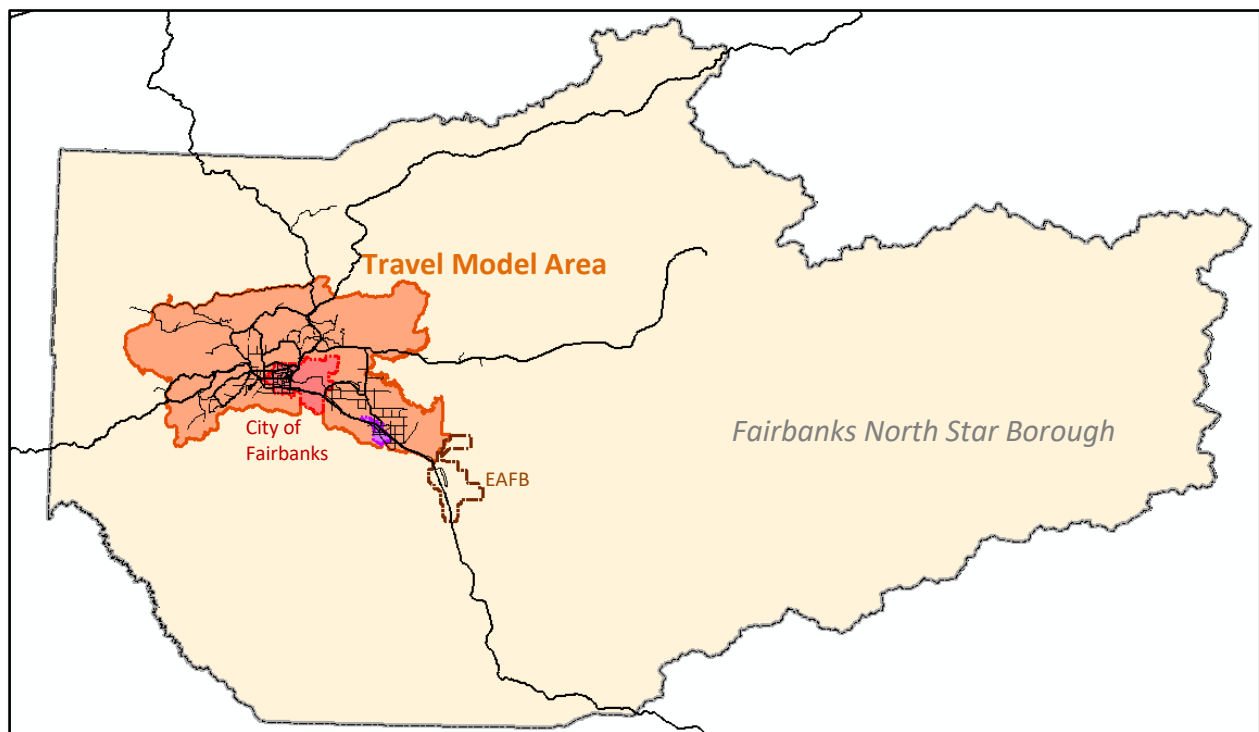 Travel Model Area
City of
Fairbanks
Fairbanks North Star Borough
EAFB